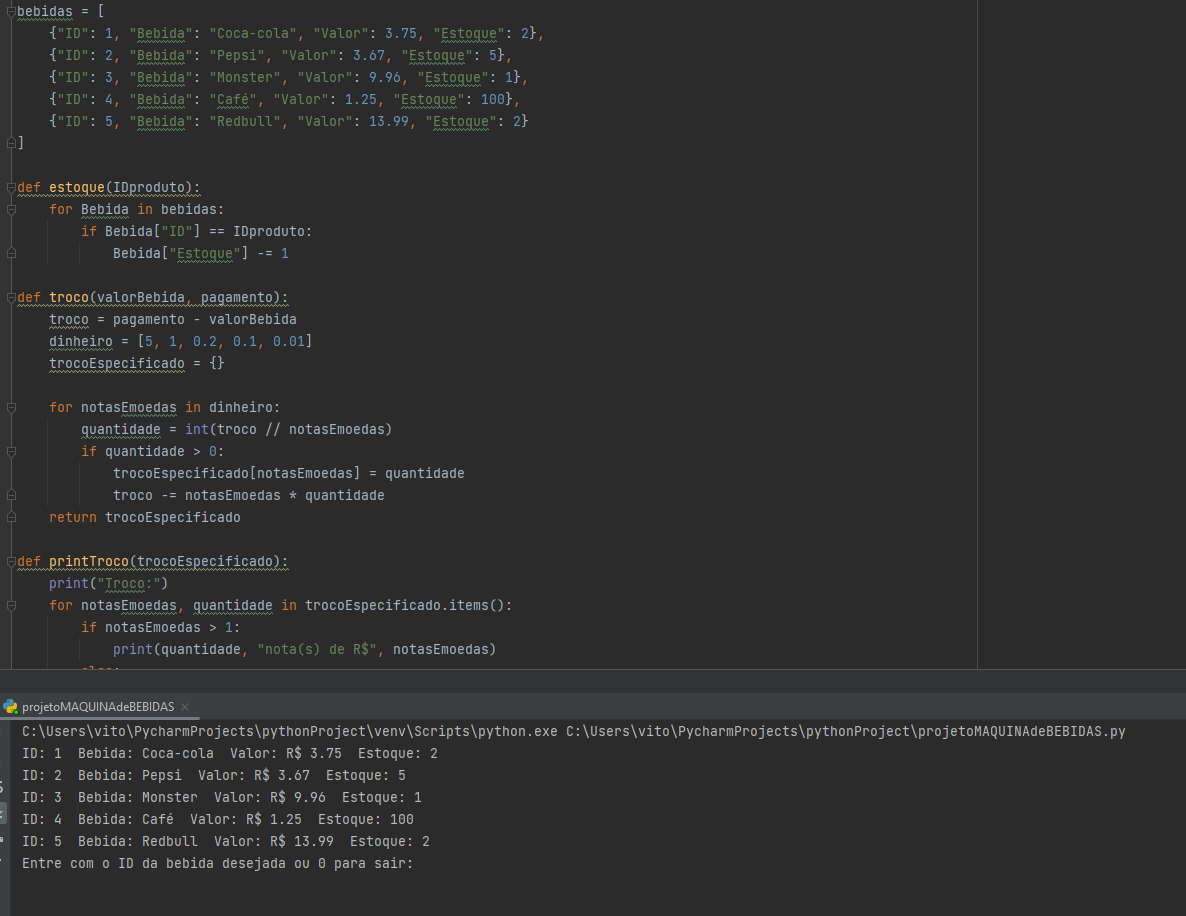 bebidas = [
    {"ID": 1, "Bebida": "Coca-cola", "Valor": 3.75, "Estoque": 2},
    {"ID": 2, "Bebida": "Pepsi", "Valor": 3.67, "Estoque": 5},
    {"ID": 3, "Bebida": "Monster", "Valor": 9.96, "Estoque": 1},
    {"ID": 4, "Bebida": "Café", "Valor": 1.25, "Estoque": 100},
    {"ID": 5, "Bebida": "Redbull", "Valor": 13.99, "Estoque": 2}
]

def estoque(IDproduto):
    for Bebida in bebidas:
        if Bebida["ID"] == IDproduto:
            Bebida["Estoque"] -= 1

def troco(valorBebida, pagamento):
    troco = pagamento - valorBebida
    dinheiro = [5, 1, 0.2, 0.1, 0.01]
    trocoEspecificado = {}

    for notasEmoedas in dinheiro:
        quantidade = int(troco // notasEmoedas)
        if quantidade > 0:
            trocoEspecificado[notasEmoedas] = quantidade
            troco -= notasEmoedas * quantidade
    return trocoEspecificado

def printTroco(trocoEspecificado):
    print("Troco:")
    for notasEmoedas, quantidade in trocoEspecificado.items():
        if notasEmoedas > 1:
            print(quantidade, "nota(s) de R$", notasEmoedas)
projetoMAQUINAdeBEBIDAS
C:\Users\vito\PycharmProjects\pythonProject\venv\Scripts\python.exe C:\Users\vito\PycharmProjects\pythonProject\projetoMAQUINAdeBEBIDAS.py
ID: 1  Bebida: Coca-cola  Valor: R$ 3.75  Estoque: 2
ID: 2  Bebida: Pepsi  Valor: R$ 3.67  Estoque: 5
ID: 3  Bebida: Monster  Valor: R$ 9.96  Estoque: 1
ID: 4  Bebida: Café  Valor: R$ 1.25  Estoque: 100
ID: 5  Bebida: Redbull  Valor: R$ 13.99  Estoque: 2
Entre com o ID da bebida desejada ou 0 para sair: